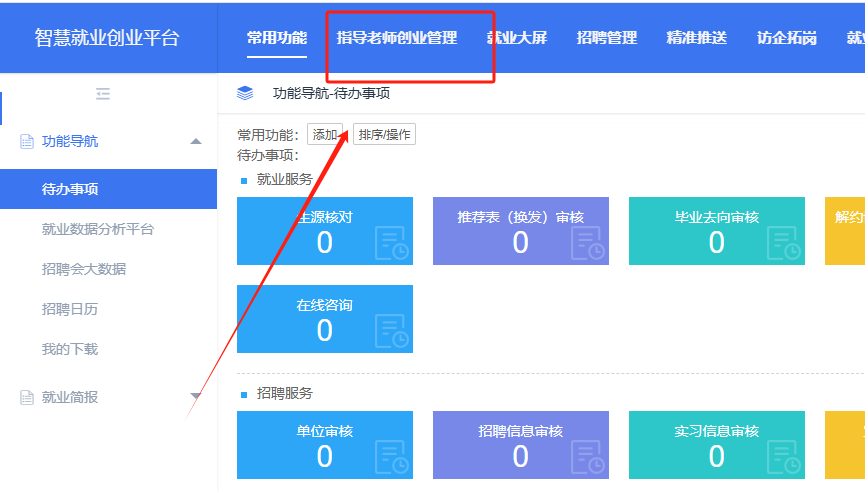 智慧就业创业平台
常用功能 指导老师创业管理 就业大屏 招聘管理 精准推送 访企拓岗
功能导航-待办事项
功能导航
待办事项
就业数据分析平台
招聘会大数据
招聘日历
我的下载
就业简报
常用功能： 添加 排序/操作
待办事项：
就业服务
生源核对 推荐表（换发）审核 毕业去向审核 解约
0 0 0
在线咨询
0
招聘服务
单位审核 招聘信息审核 实习信息审核
0 0 0